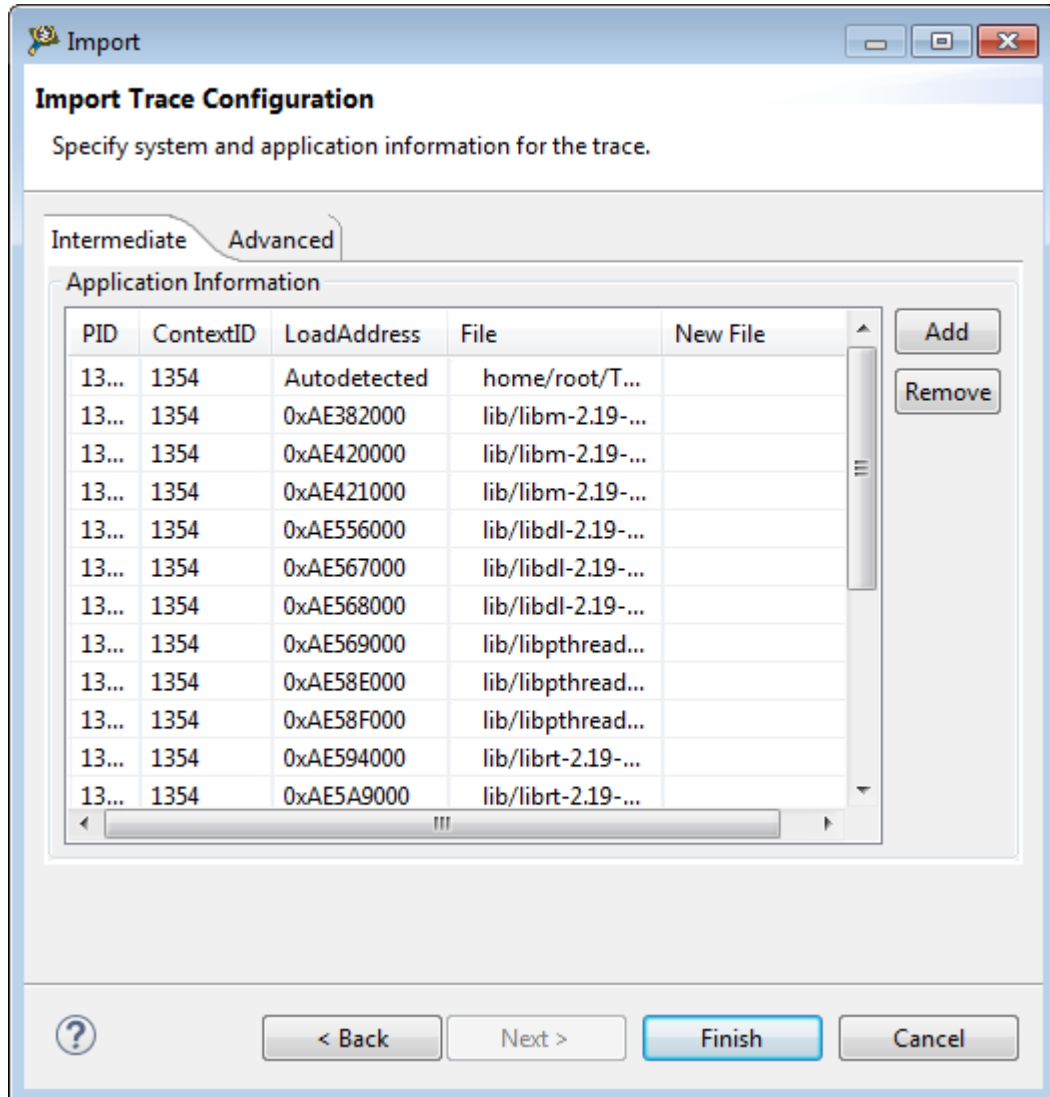 Import
Import Trace Configuration
Specify system and application information for the trace.
Intermediate Advanced
Application Information
PID ContextID LoadAddress File New File
13... 1354 Autodetected home/root/T...
13... 1354 0xAE382000 lib/libm-2.19-...
13... 1354 0xAE420000 lib/libm-2.19-...
13... 1354 0xAE421000 lib/libm-2.19-...
13... 1354 0xAE556000 lib/libdl-2.19-...
13... 1354 0xAE567000 lib/libdl-2.19-...
13... 1354 0xAE568000 lib/libdl-2.19-...
13... 1354 0xAE569000 lib/libpthread...
13... 1354 0xAE58E000 lib/libpthread...
13... 1354 0xAE58F000 lib/libpthread...
13... 1354 0xAE594000 lib/librt-2.19-...
13... 1354 0xAE5A9000 lib/librt-2.19-...
Add
Remove
? < Back Next > Finish Cancel